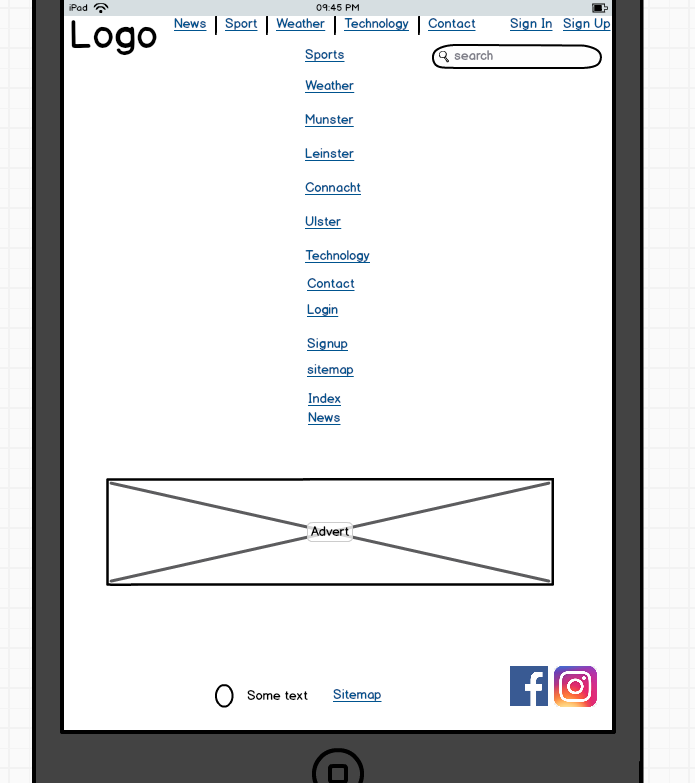 iPad 09:45 PM
Logo News Sport Weather Technology Contact Sign In Sign Up
search
Sports
Weather
Munster
Leinster
Connacht
Ulster
Technology
Contact
Login
Signup
sitemap
Index
News
Advert
Some text Sitemap